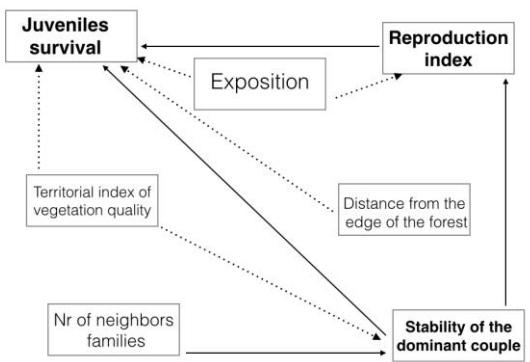 Juveniles
survival
Reproduction
index
Exposition
Territorial index of
vegetation quality
Distance from the
edge of the forest
Nr of neighbors
families
Stability of the
dominant couple